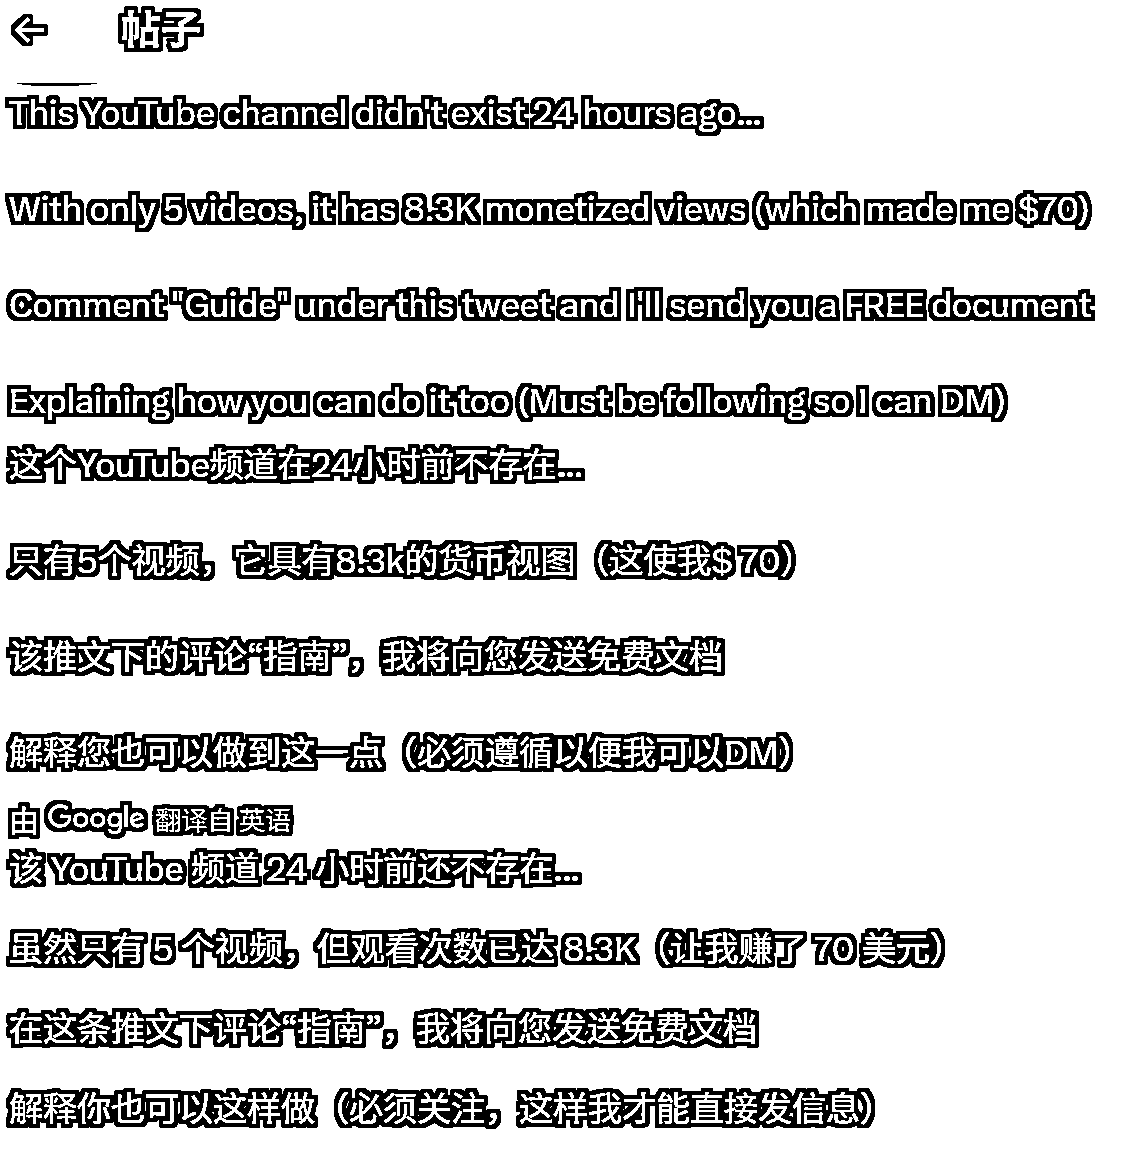 ← 帖子
This YouTube channel didn't exist 24 hours ago...
With only 5 videos, it has 8.3K monetized views (which made me $70)
Comment "Guide" under this tweet and I'll send you a FREE document
Explaining how you can do it too (Must be following so I can DM)
这个YouTube频道在24小时前不存在...
只有5个视频，它具有8.3k的货币视图（这使我$ 70）
该推文下的评论“指南”，我将向您发送免费文档
解释您也可以做到这一点（必须遵循以便我可以DM）
由 Google 翻译自 英语
该 YouTube 频道 24 小时前还不存在...
虽然只有 5 个视频，但观看次数已达 8.3K（让我赚了 70 美元）
在这条推文下评论“指南”，我将向您发送免费文档
解释你也可以这样做（必须关注，这样我才能直接发信息）